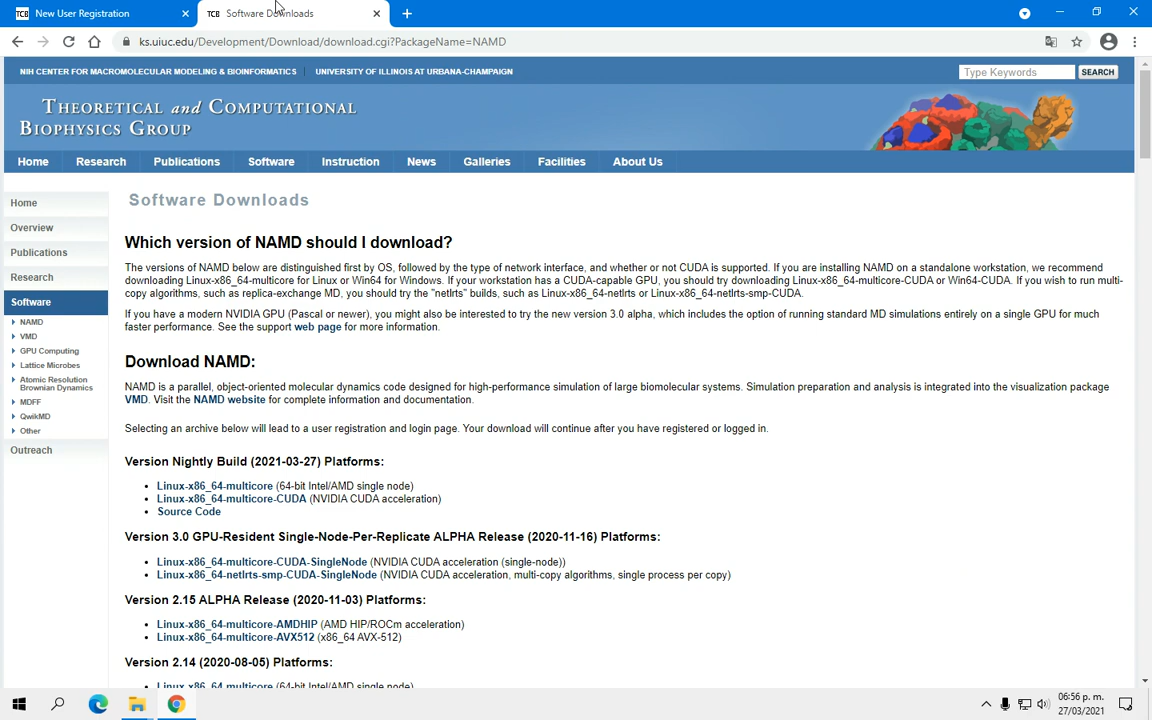 New User Registration
Software Downloads
ks.uiuc.edu/Development/Download/download.cgi?PackageName=NAMD
NIH CENTER FOR MACROMOLECULAR MODELING & BIOINFORMATICS
UNIVERSITY OF ILLINOIS AT URBANA-CHAMPAIGN
Type Keywords
SEARCH
THEORETICAL and COMPUTATIONAL
BIOPHYSICS GROUP
Home Research Publications Software Instruction News Galleries Facilities About Us
Home
Overview
Publications
Research
Software
NAMD
VMD
GPU Computing
Lattice Microbes
Atomic Resolution
Brownian Dynamics
MDFF
QwikMD
Other
Outreach
Software Downloads
Which version of NAMD should I download?
The versions of NAMD below are distinguished first by OS, followed by the type of network interface, and whether or not CUDA is supported. If you are installing NAMD on a standalone workstation, we recommend
downloading Linux-x86_64-multicore for Linux or Win64 for Windows. If your workstation has a CUDA-capable GPU, you should try downloading Linux-x86_64-multicore-CUDA or Win64-CUDA. If you wish to run multi-
copy algorithms, such as replica-exchange MD, you should try the "netlrts" builds, such as Linux-x86_64-netlrts or Linux-x86_64-netlrts-smp-CUDA.
If you have a modern NVIDIA GPU (Pascal or newer), you might also be interested to try the new version 3.0 alpha, which includes the option of running standard MD simulations entirely on a single GPU for much
faster performance. See the support web page for more information.
Download NAMD:
NAMD is a parallel, object-oriented molecular dynamics code designed for high-performance simulation of large biomolecular systems. Simulation preparation and analysis is integrated into the visualization package
VMD. Visit the NAMD website for complete information and documentation.
Selecting an archive below will lead to a user registration and login page. Your download will continue after you have registered or logged in.
Version Nightly Build (2021-03-27) Platforms:
• Linux-x86_64-multicore (64-bit Intel/AMD single node)
• Linux-x86_64-multicore-CUDA (NVIDIA CUDA acceleration)
• Source Code
Version 3.0 GPU-Resident Single-Node-Per-Replicate ALPHA Release (2020-11-16) Platforms:
• Linux-x86_64-multicore-CUDA-SingleNode (NVIDIA CUDA acceleration (single-node))
• Linux-x86_64-netlrts-smp-CUDA-SingleNode (NVIDIA CUDA acceleration, multi-copy algorithms, single process per copy)
Version 2.15 ALPHA Release (2020-11-03) Platforms:
• Linux-x86_64-multicore-AMDHIP (AMD HIP/ROCm acceleration)
• Linux-x86_64-multicore-AVX512 (x86_64 AVX-512)
Version 2.14 (2020-08-05) Platforms:
• Linux-x86_64-multicore (64-bit Intel/AMD single node)
06:56 p. m.
27/03/2021